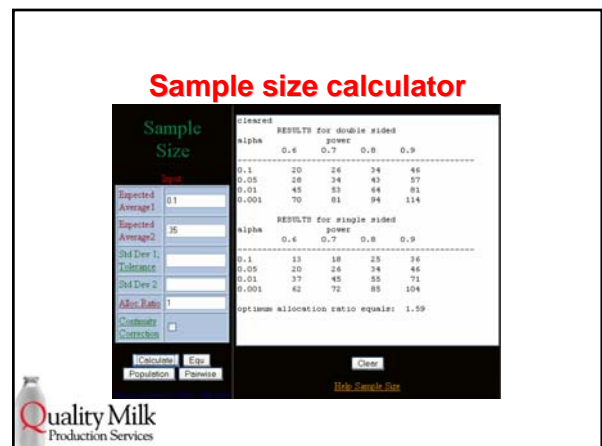 Sample size calculator
Sample
Size
Input
Expected
Average1
0.1
Expected
Average2
.35
Std Dev 1,
Tolerance
Std Dev 2
Alloc Ratio
1
Continuity
Correction
Calculate Equ
Population Pairwise
cleared
RESULTS for double sided
alpha power
0.6 0.7 0.8 0.9
0.1 20 26 34 46
0.05 28 34 43 57
0.01 45 53 64 81
0.001 70 81 94 114
RESULTS for single sided
alpha power
0.6 0.7 0.8 0.9
0.1 13 18 25 36
0.05 20 26 34 46
0.01 37 45 55 71
0.001 62 72 85 104
optimum allocation ratio equals: 1.59
Clear
Help Sample Size
Quality Milk
Production Services